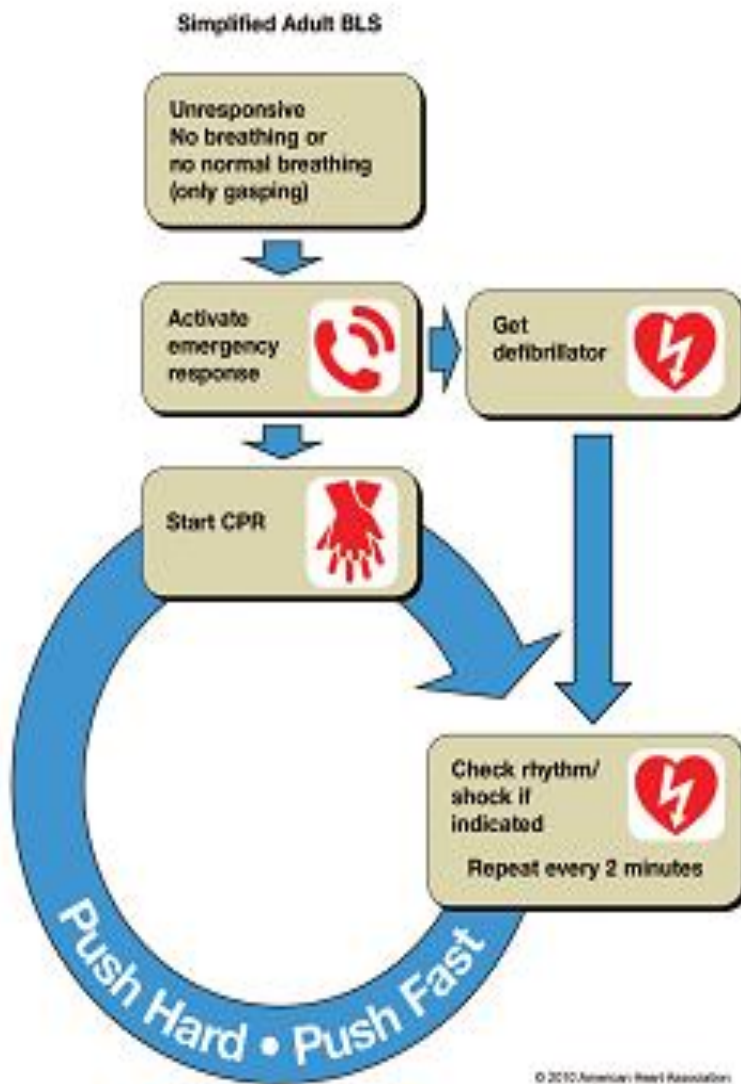 Simplified Adult BLS
Unresponsive
No breathing or
no normal breathing
(only gasping)
Activate
emergency
response
Get
defibrillator
Start CPR
Check rhythm/
shock if
indicated
Repeat every 2 minutes
Push Hard • Push Fast
© 2010 American Heart Association